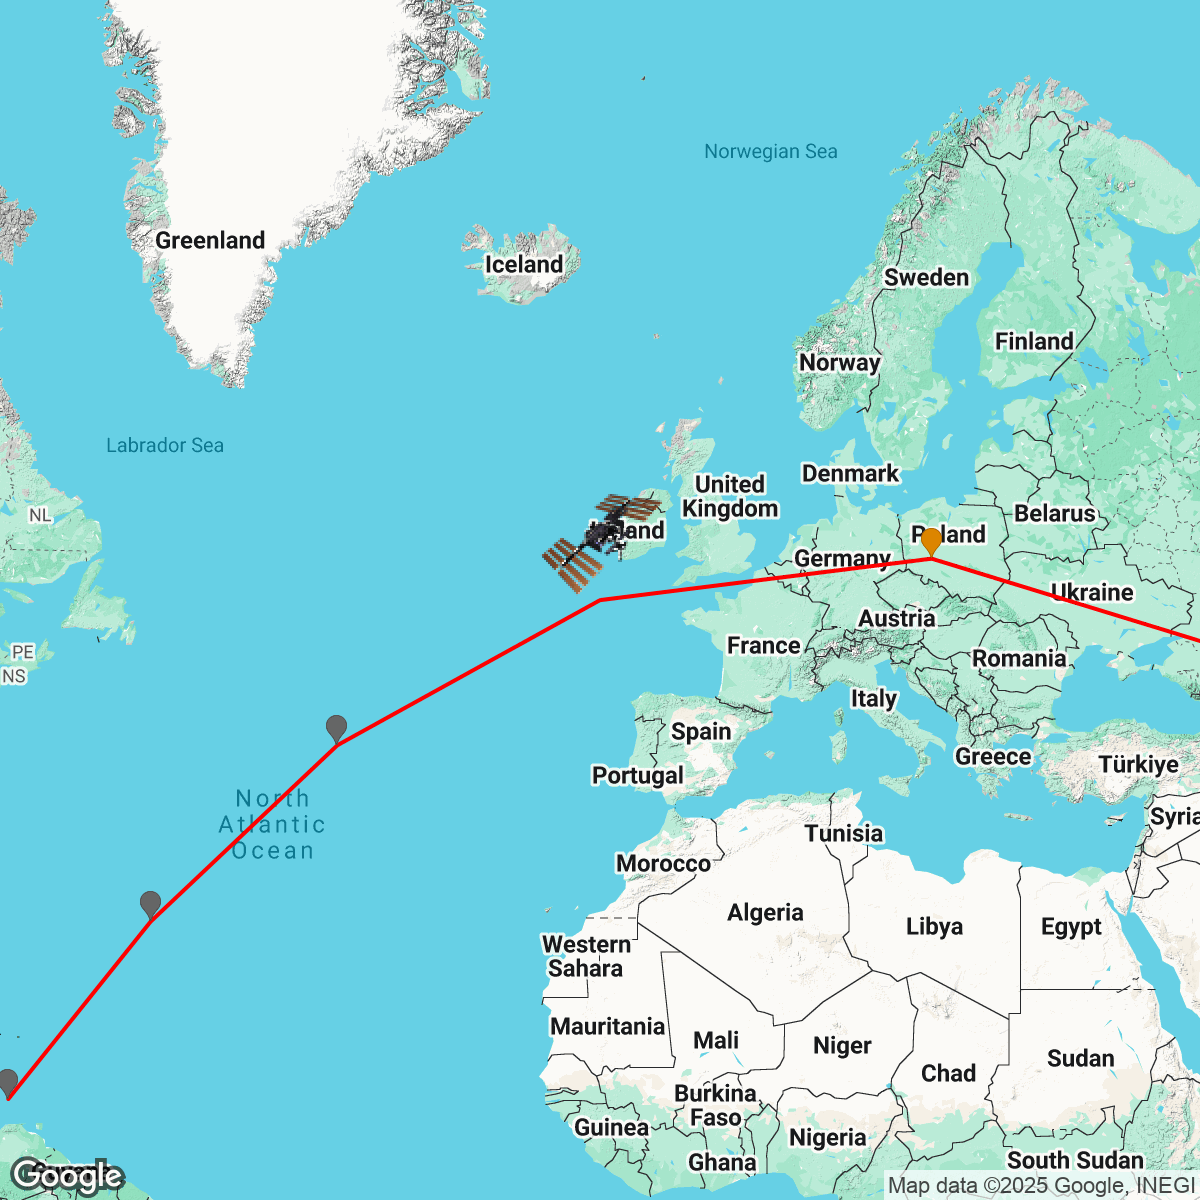 Norwegian Sea
Greenland
Iceland
Sweden
Finland
Norway
Labrador Sea
Denmark
United
Kingdom
NL
Belarus
Poland
Germany
Ukraine
Austria
France
Romania
PE
NS
Italy
Spain
Greece
Türkiye
Portugal
North
Atlantic
Ocean
Syria
Tunisia
Morocco
Algeria
Libya
Egypt
Western
Sahara
Mauritania
Mali
Niger
Chad
Sudan
Burkina
Faso
Guinea
Nigeria
Ghana
South Sudan
Google
Map data ©2025 Google, INEGI